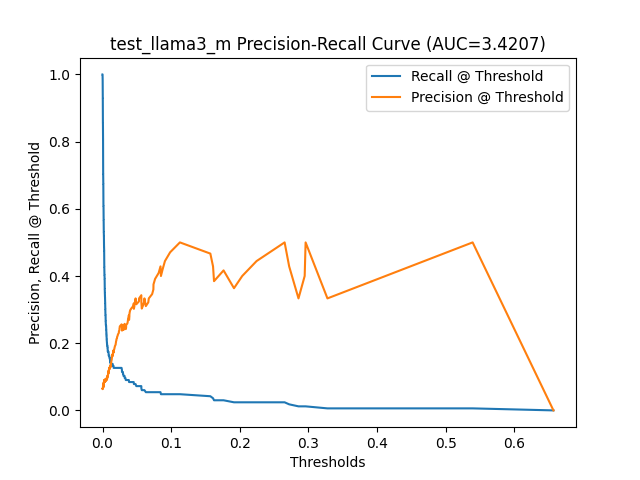 test_llama3_m Precision-Recall Curve (AUC=3.4207)
Recall @ Threshold
Precision @ Threshold
Precision, Recall @ Threshold
1.0
0.8
0.6
0.4
0.2
0.0
0.0 0.1 0.2 0.3 0.4 0.5 0.6
Thresholds